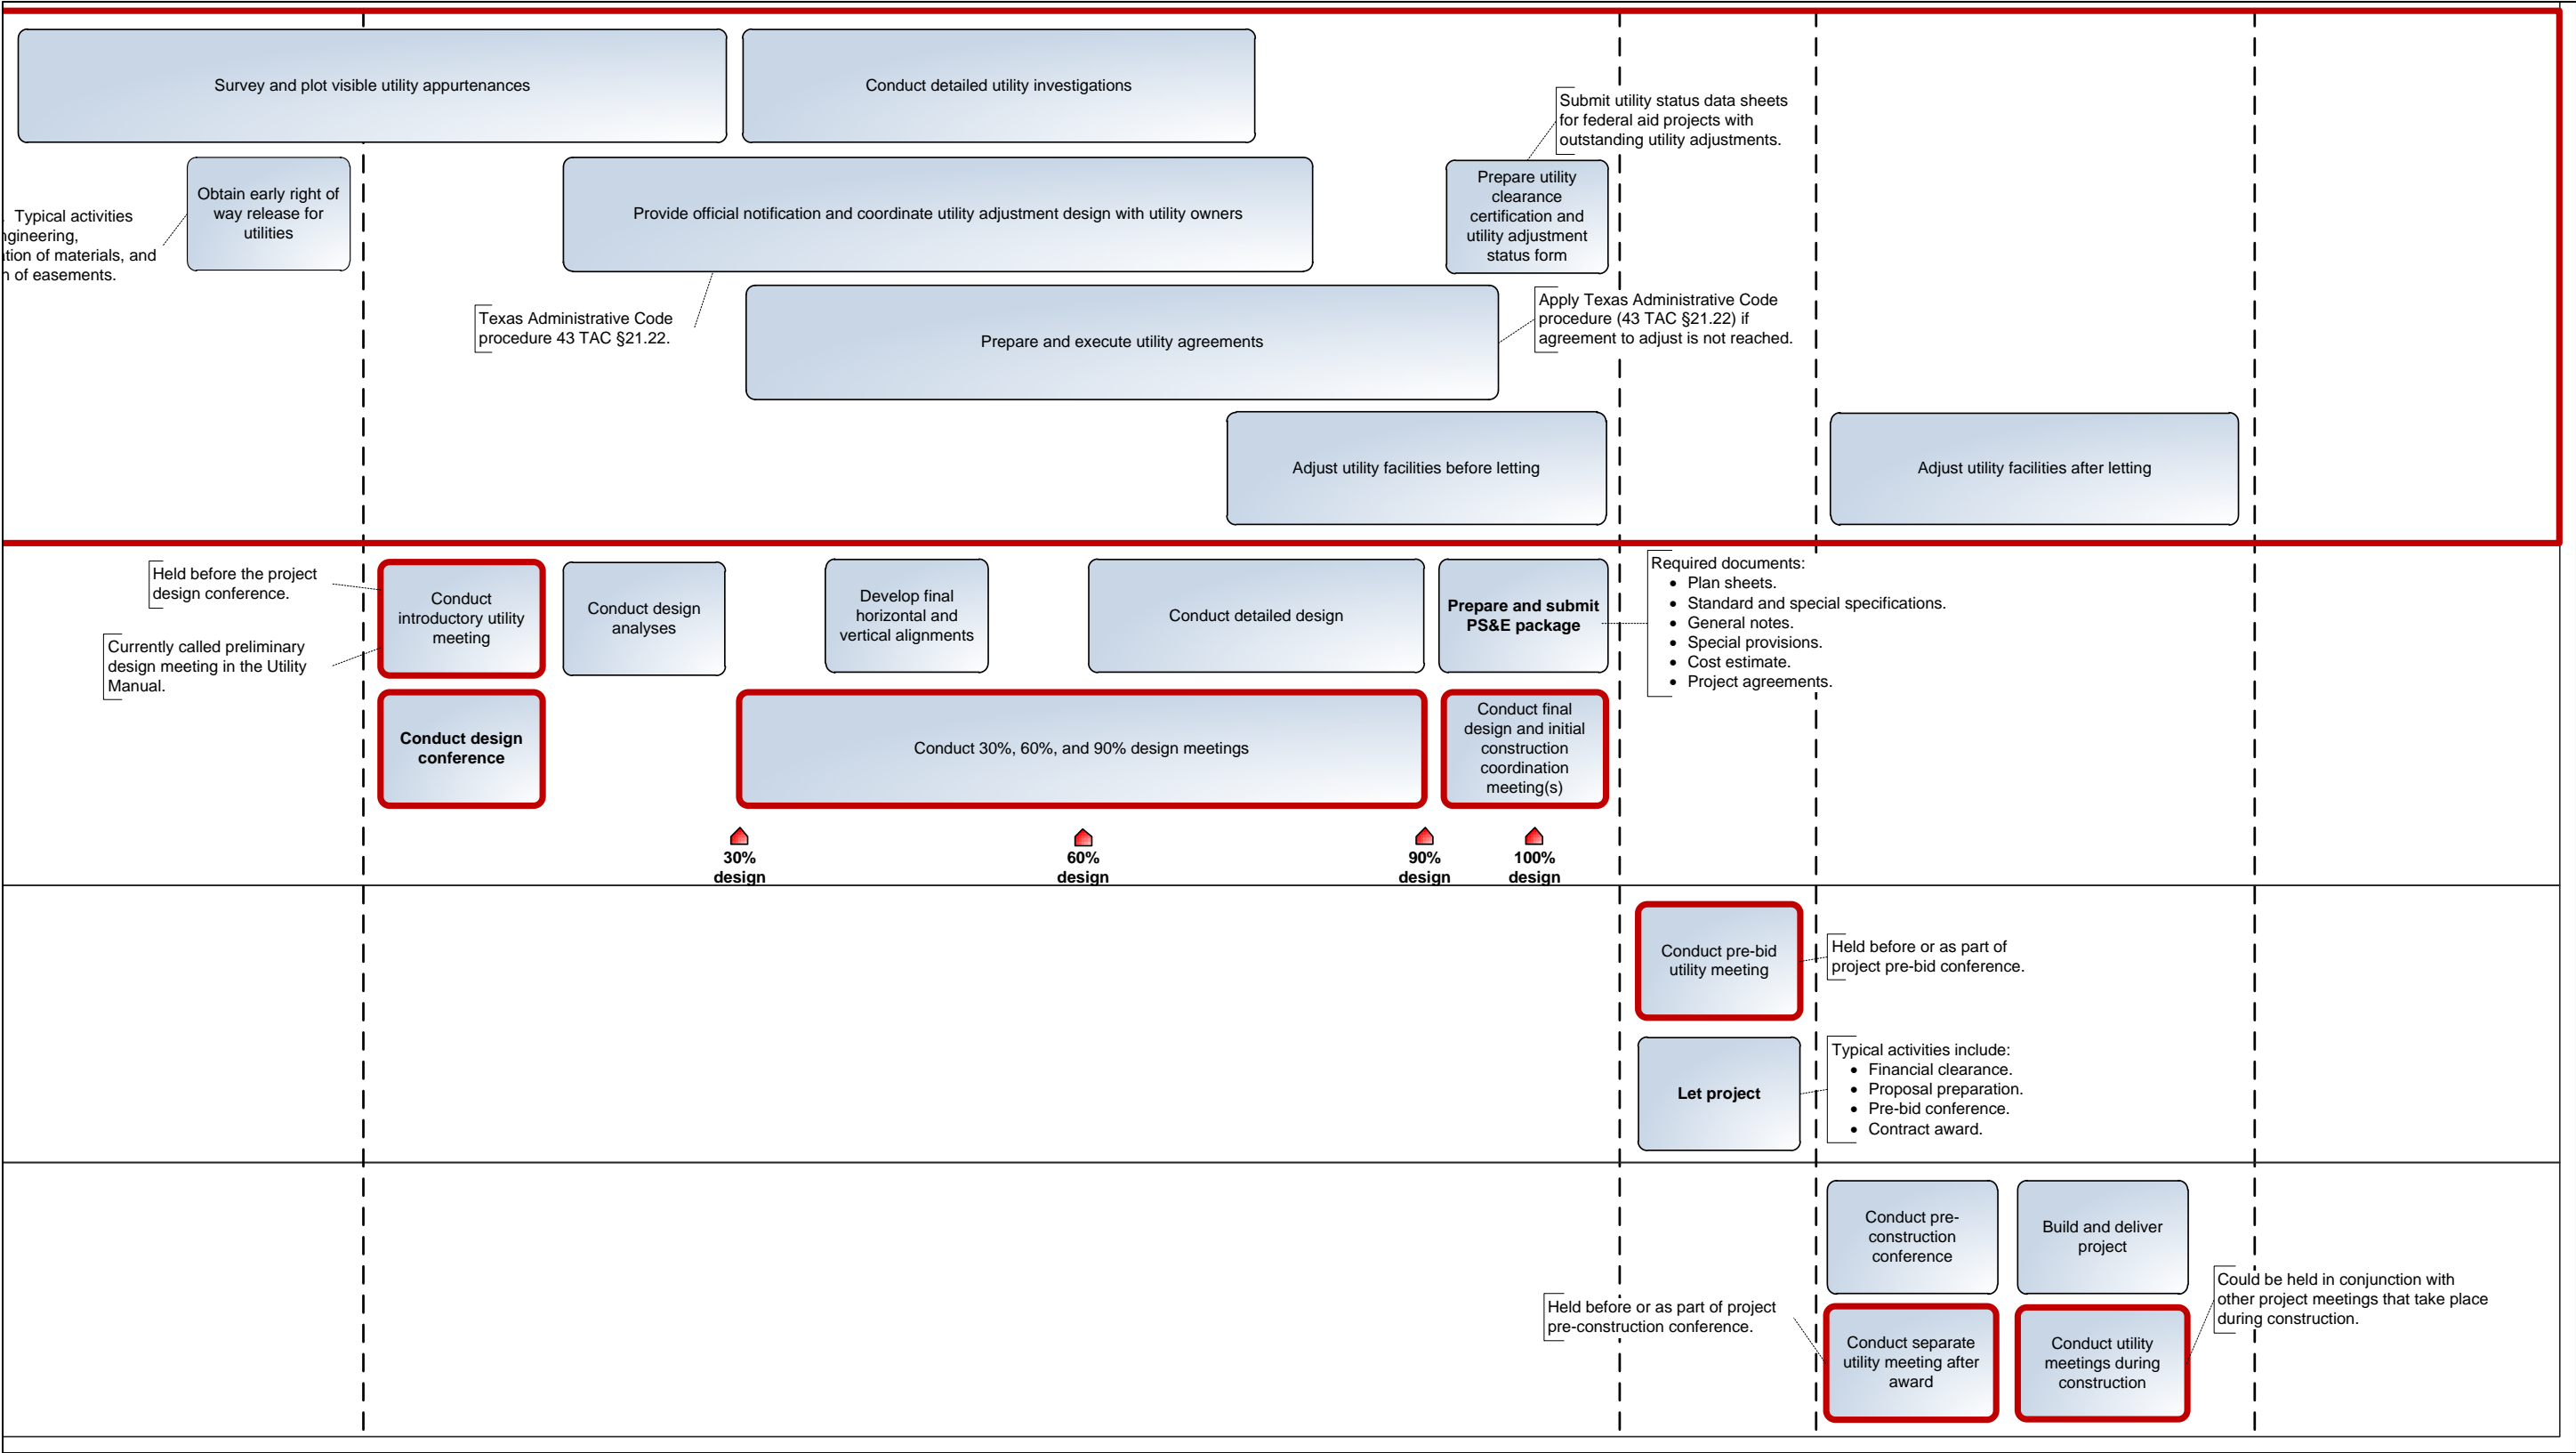 Survey and plot visible utility appurtenances
Conduct detailed utility investigations
Submit utility status data sheets
for federal aid projects with
outstanding utility adjustments.
Typical activities
ngineering,
ation of materials, and
n of easements.
Obtain early right of
way release for
utilities
Provide official notification and coordinate utility adjustment design with utility owners
Prepare utility
clearance
certification and
utility adjustment
status form
Texas Administrative Code
procedure 43 TAC §21.22.
Prepare and execute utility agreements
Apply Texas Administrative Code
procedure (43 TAC §21.22) if
agreement to adjust is not reached.
Adjust utility facilities before letting
Adjust utility facilities after letting
Held before the project
design conference.
Currently called preliminary
design meeting in the Utility
Manual.
Conduct
introductory utility
meeting
Conduct design
analyses
Develop final
horizontal and
vertical alignments
Conduct detailed design
Prepare and submit
PS&E package
Required documents:
• Plan sheets.
• Standard and special specifications.
• General notes.
• Special provisions.
• Cost estimate.
• Project agreements.
Conduct design
conference
Conduct 30%, 60%, and 90% design meetings
Conduct final
design and initial
construction
coordination
meeting(s)
30%
design
60%
design
90%
design
100%
design
Conduct pre-bid
utility meeting
Held before or as part of
project pre-bid conference.
Let project
Typical activities include:
• Financial clearance.
• Proposal preparation.
• Pre-bid conference.
• Contract award.
Conduct pre-
construction
conference
Build and deliver
project
Held before or as part of project
pre-construction conference.
Conduct separate
utility meeting after
award
Conduct utility
meetings during
construction
Could be held in conjunction with
other project meetings that take place
during construction.